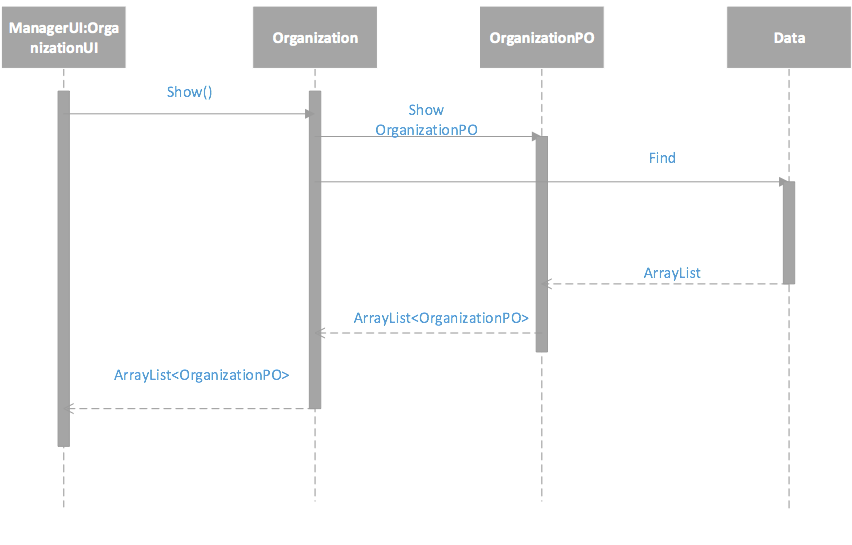 ManagerUI:Orga
nizationUI
Organization
OrganizationPO
Data
Show()
Show
OrganizationPO
Find
ArrayList
ArrayList<OrganizationPO>
ArrayList<OrganizationPO>